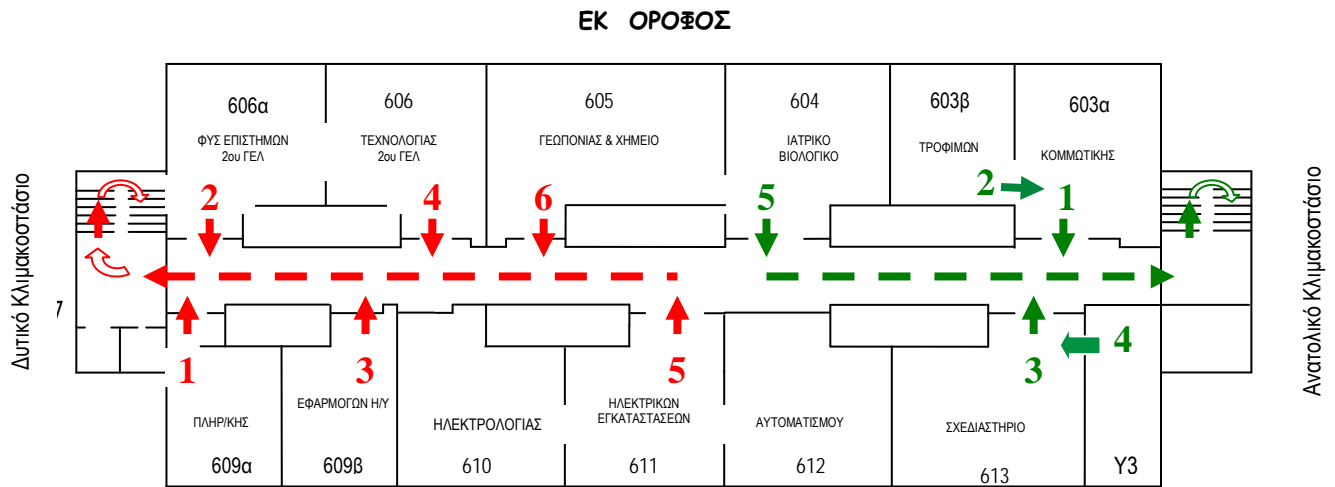 ΕΚ ΟΡΟΦΟΣ
606α
606
605
604
603β
603α
ΦΥΣ ΕΠΙΣΤΗΜΩΝ
2ου ΓΕΛ
ΤΕΧΝΟΛΟΓΙΑΣ
2ου ΓΕΛ
ΓΕΩΠΟΝΙΑΣ & ΧΗΜΕΙΟ
ΙΑΤΡΙΚΟ
ΒΙΟΛΟΓΙΚΟ
ΤΡΟΦΙΜΩΝ
ΚΟΜΜΩΤΙΚΗΣ
2
4
6
5
2
1
Δυτικό Κλιμακοστάσιο
Ανατολικό Κλιμακοστάσιο
7
1
3
5
3
4
ΠΛΗΡ/ΚΗΣ
ΕΦΑΡΜΟΓΩΝ Η/Υ
ΗΛΕΚΤΡΟΛΟΓΙΑΣ
ΗΛΕΚΤΡΙΚΩΝ
ΕΓΚΑΤΑΣΤΑΣΕΩΝ
ΑΥΤΟΜΑΤΙΣΜΟΥ
ΣΧΕΔΙΑΣΤΗΡΙΟ
609α
609β
610
611
612
613
Υ3